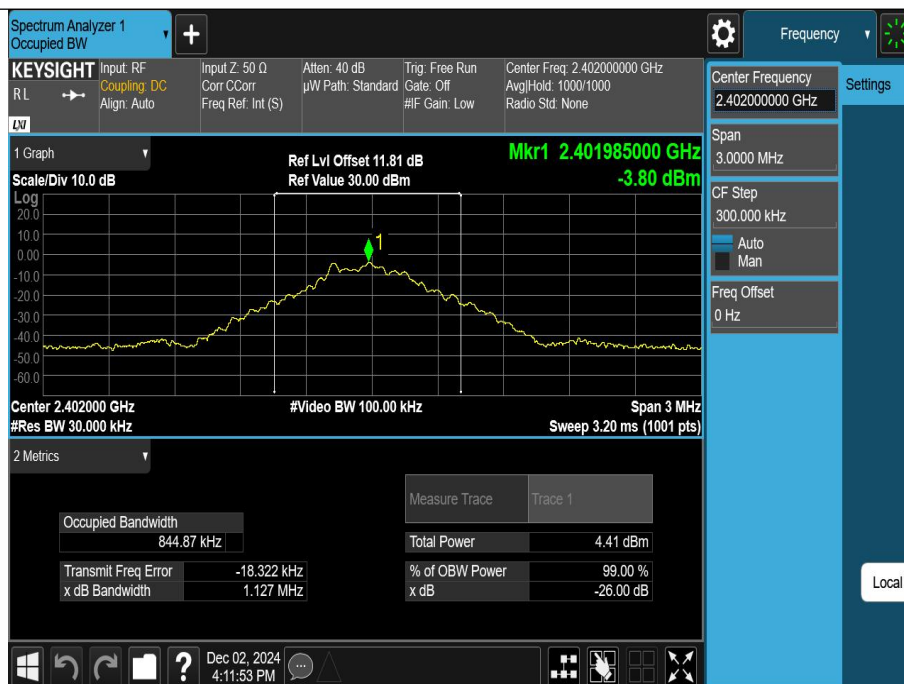 Spectrum Analyzer 1
Occupied BW
Frequency
KEYSIGHT
RL
LXI
Input: RF
Coupling: DC
Align: Auto
Input Z: 50 Ω
Corr CCorr
Freq Ref: Int (S)
Atten: 40 dB
µW Path: Standard
Trig: Free Run
Gate: Off
#IF Gain: Low
Center Freq: 2.402000000 GHz
Avg|Hold: 1000/1000
Radio Std: None
Center Frequency
2.402000000 GHz
Settings
Span
3.0000 MHz
CF Step
300.000 kHz
Auto
Man
Freq Offset
0 Hz
Local
1 Graph
Scale/Div 10.0 dB
Ref Lvl Offset 11.81 dB
Ref Value 30.00 dBm
Mkr1 2.401985000 GHz
-3.80 dBm
Log
20.0
10.0
0.00
-10.0
-20.0
-30.0
-40.0
-50.0
-60.0
1
Center 2.402000 GHz
#Video BW 100.00 kHz
Span 3 MHz
#Res BW 30.000 kHz
Sweep 3.20 ms (1001 pts)
2 Metrics
Measure Trace Trace 1
Occupied Bandwidth
844.87 kHz
Total Power 4.41 dBm
Transmit Freq Error -18.322 kHz
% of OBW Power 99.00 %
x dB Bandwidth 1.127 MHz
x dB -26.00 dB
?
Dec 02, 2024
4:11:53 PM